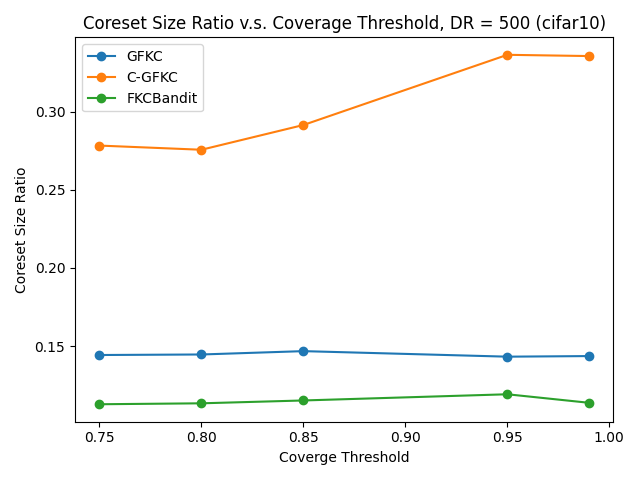 Coreset Size Ratio v.s. Coverage Threshold, DR = 500 (cifar10)
GFKC
C-GFKC
FKCBandit
Coreset Size Ratio
0.30
0.25
0.20
0.15
0.75 0.80 0.85 0.90 0.95 1.00
Coverge Threshold